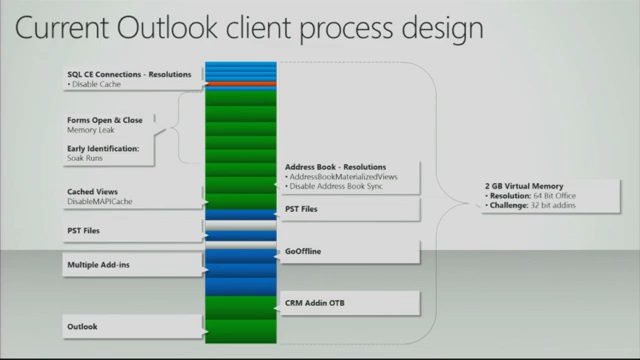 Current Outlook client process design
SQL CE Connections - Resolutions
• Disable Cache
Forms Open & Close
Memory Leak
Early Identification:
Soak Runs
Cached Views
DisableMAPICache
PST Files
Multiple Add-ins
Outlook
Address Book - Resolutions
• AddressBookMaterializedViews
• Disable Address Book Sync
PST Files
GoOffline
CRM Addin OTB
2 GB Virtual Memory
• Resolution: 64 Bit Office
• Challenge: 32 bit addins